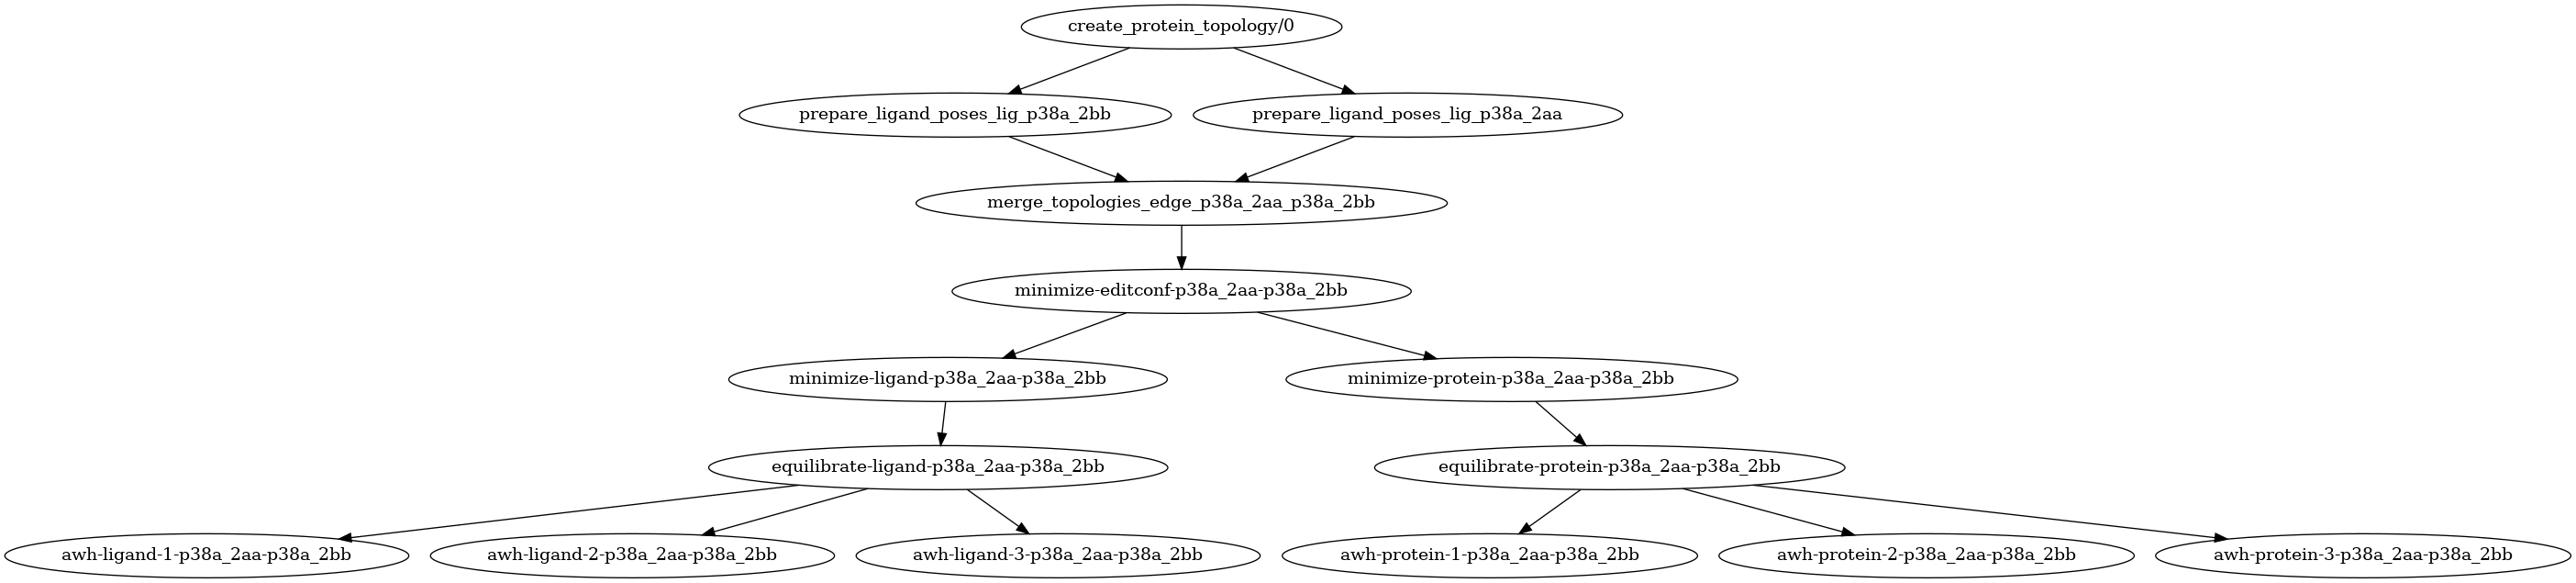 create_protein_topology/0
prepare_ligand_poses_lig_p38a_2bb
prepare_ligand_poses_lig_p38a_2aa
merge_topologies_edge_p38a_2aa_p38a_2bb
minimize-editconf-p38a_2aa-p38a_2bb
minimize-ligand-p38a_2aa-p38a_2bb
minimize-protein-p38a_2aa-p38a_2bb
equilibrate-ligand-p38a_2aa-p38a_2bb
equilibrate-protein-p38a_2aa-p38a_2bb
awh-ligand-1-p38a_2aa-p38a_2bb
awh-ligand-2-p38a_2aa-p38a_2bb
awh-ligand-3-p38a_2aa-p38a_2bb
awh-protein-1-p38a_2aa-p38a_2bb
awh-protein-2-p38a_2aa-p38a_2bb
awh-protein-3-p38a_2aa-p38a_2bb